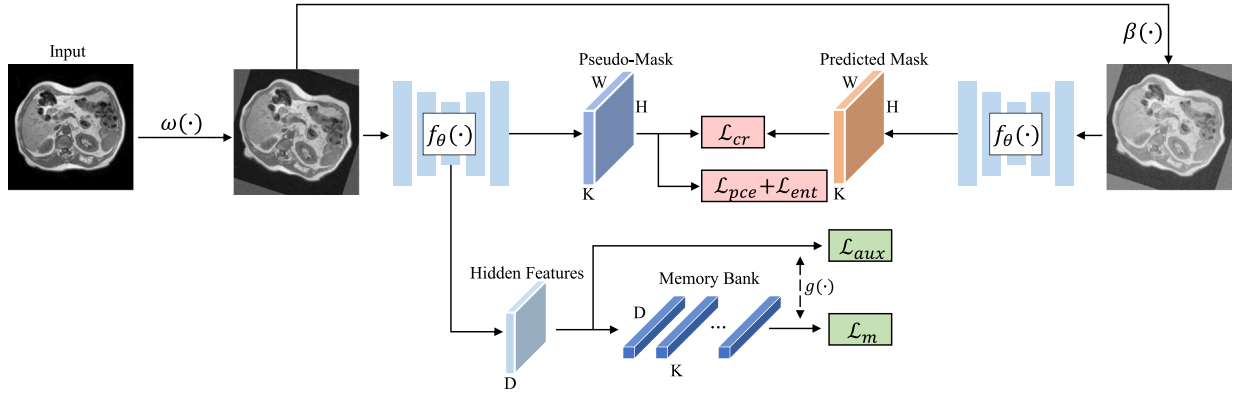 Input
ω(·)
β(·)
f_θ(·)
Pseudo-Mask
W
H
K
ℒ_cr
ℒ_pce+ℒ_ent
Predicted Mask
W
H
K
f_θ(·)
Hidden Features
D
Memory Bank
D
...
K
ℒ_aux
g(·)
ℒ_m